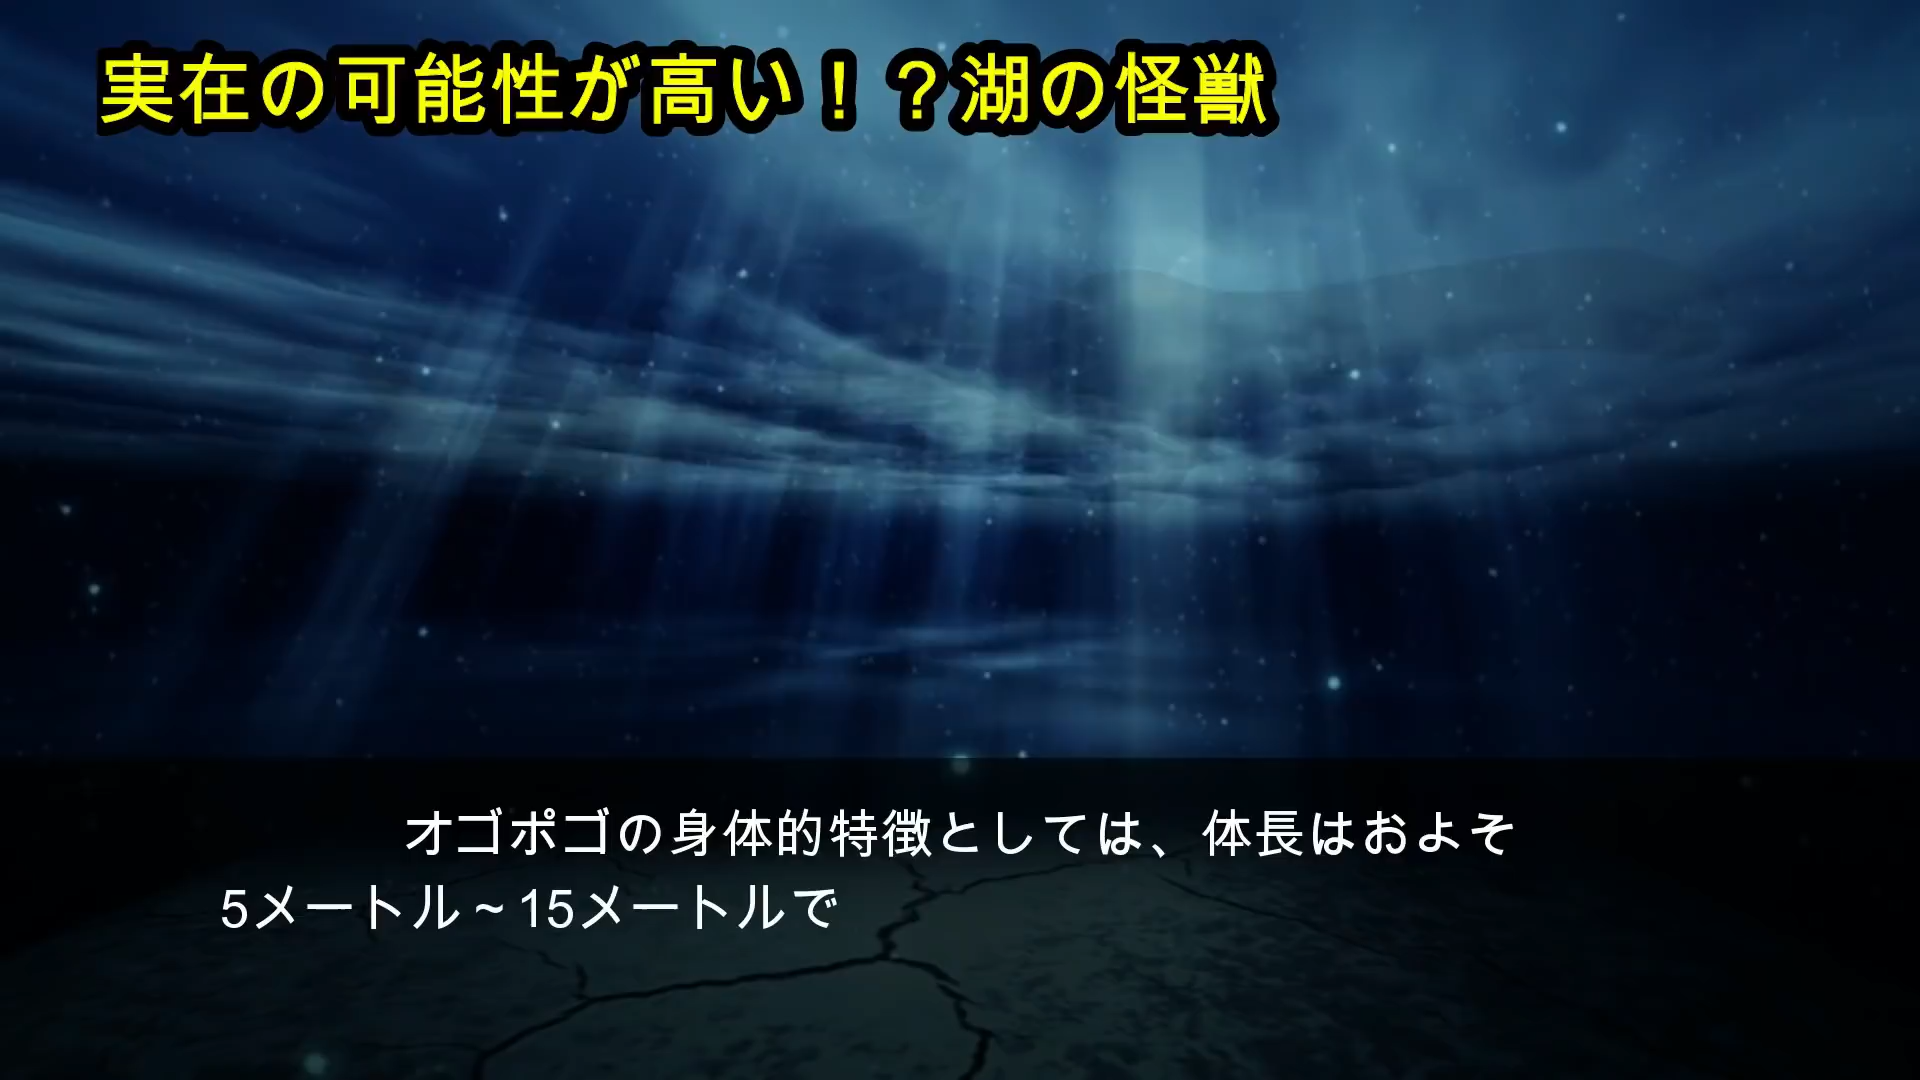 実在の可能性が高い！？湖の怪獣
オゴポゴの身体的特徴としては、体長はおよそ
5メートル～15メートルで